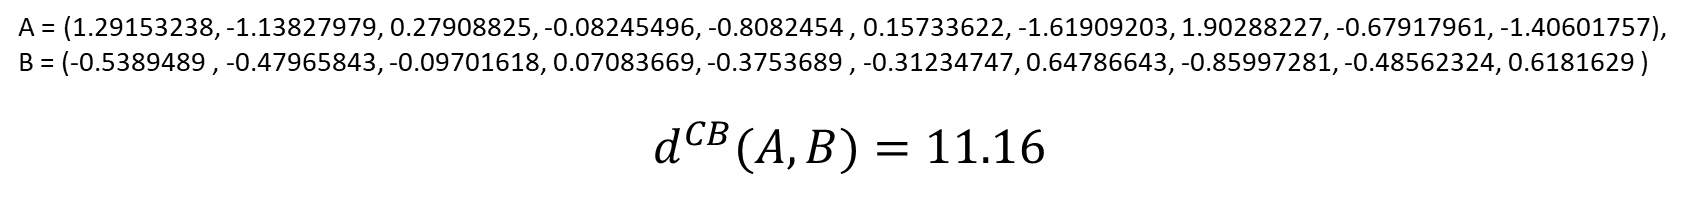 A = (1.29153238, -1.13827979, 0.27908825, -0.08245496, -0.8082454 , 0.15733622, -1.61909203, 1.90288227, -0.67917961, -1.40601757),
B = (-0.5389489 , -0.47965843, -0.09701618, 0.07083669, -0.3753689 , -0.31234747, 0.64786643, -0.85997281, -0.48562324, 0.6181629 )
d^{CB}(A, B) = 11.16